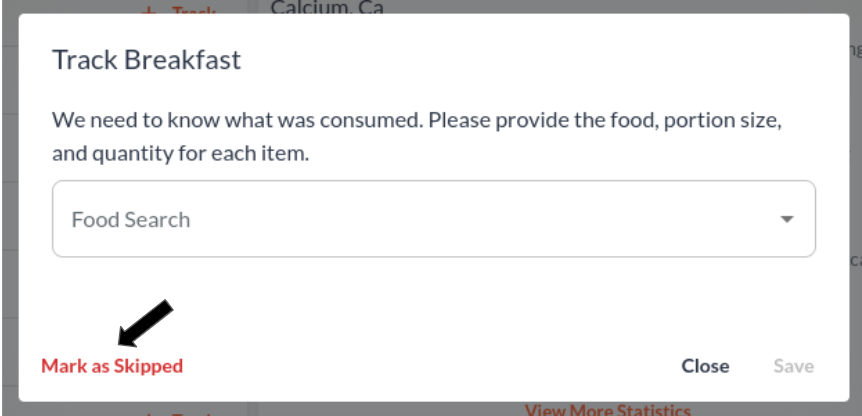 + Track
Calcium, Ca
Track Breakfast
We need to know what was consumed. Please provide the food, portion size,
and quantity for each item.
Food Search
Mark as Skipped
Close
Save
+ Track
View More Statistics